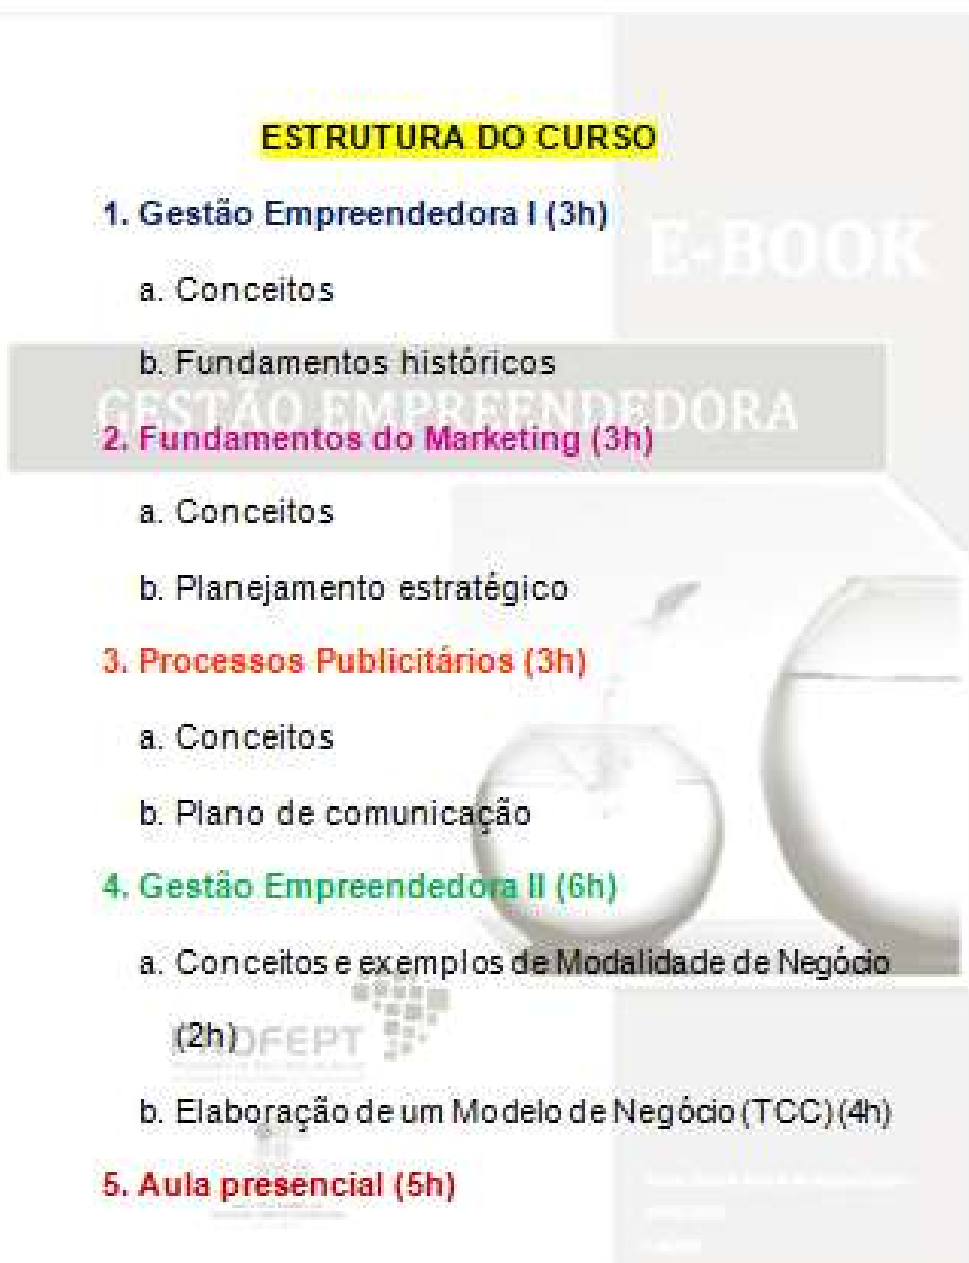 ESTRUTURA DO CURSO
1. Gestão Empreendedora I (3h)
E-BOOK
a. Conceitos
b. Fundamentos históricos
GESTÃO EMPREENDEDORA
2. Fundamentos do Marketing (3h)
a. Conceitos
b. Planejamento estratégico
3. Processos Publicitários (3h)
a. Conceitos
b. Plano de comunicação
4. Gestão Empreendedora II (6h)
a. Conceitos e exemplos de Modalidade de Negócio
(2h)
b. Elaboração de um Modelo de Negócio (TCC) (4h)
5. Aula presencial (5h)